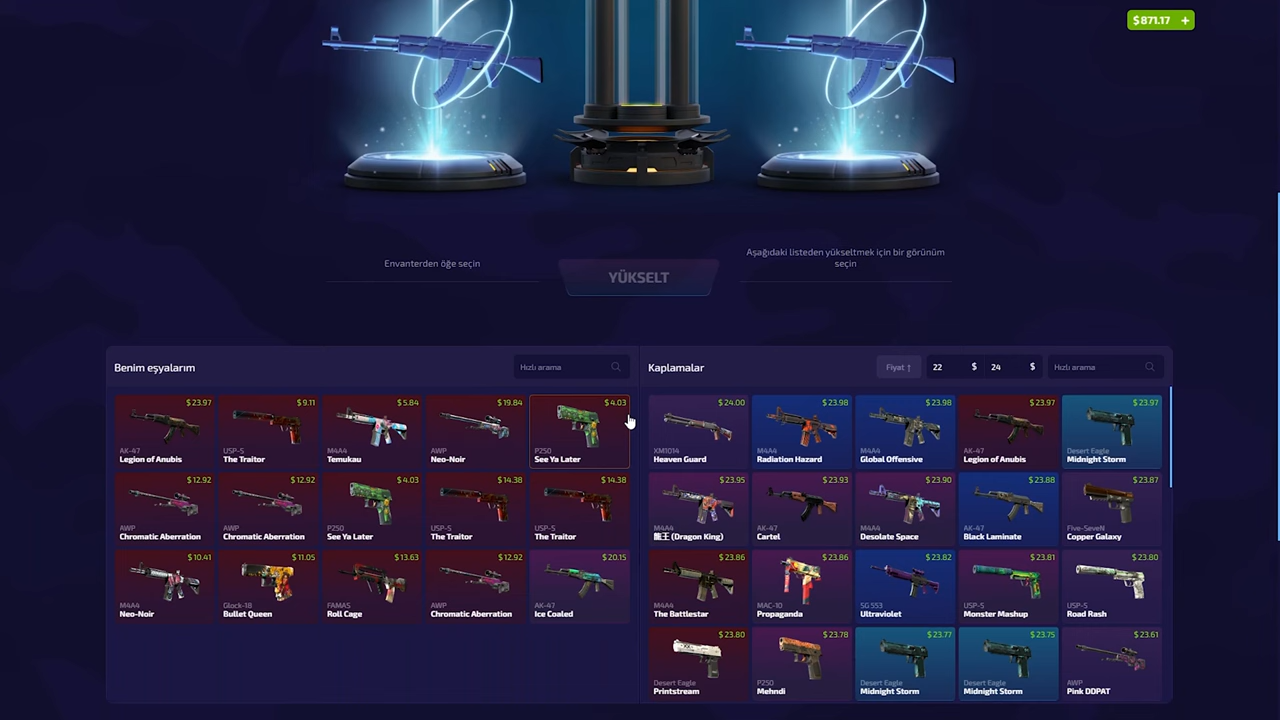 $871.17 +
Envanterden öğe seçin
YÜKSELT
Aşağıdaki listeden yükseltmek için bir görünüm
seçin
Benim eşyalarım
Hızlı arama
$23.97
AK-47
Legion of Anubis
$9.11
USP-S
The Traitor
$5.84
M4A4
Temukau
$19.84
AWP
Neo-Noir
$4.03
P250
See Ya Later
$12.92
AWP
Chromatic Aberration
$12.92
AWP
Chromatic Aberration
$4.03
P250
See Ya Later
$14.38
USP-S
The Traitor
$14.38
USP-S
The Traitor
$10.41
M4A4
Neo-Noir
$11.05
Glock-18
Bullet Queen
$13.63
FAMAS
Roll Cage
$12.92
AWP
Chromatic Aberration
$20.15
AK-47
Ice Coaled
Kaplamalar
Fiyat ↑
22 $
24 $
Hızlı arama
$24.00
XM1014
Heaven Guard
$23.98
M4A4
Radiation Hazard
$23.98
M4A4
Global Offensive
$23.97
AK-47
Legion of Anubis
$23.97
Desert Eagle
Midnight Storm
$23.95
M4A4
龍王 (Dragon King)
$23.93
AK-47
Cartel
$23.90
M4A4
Desolate Space
$23.88
AK-47
Black Laminate
$23.87
Five-SeveN
Copper Galaxy
$23.86
M4A4
The Battlestar
$23.86
MAC-10
Propaganda
$23.82
SG 553
Ultraviolet
$23.81
USP-S
Monster Mashup
$23.80
USP-S
Road Rash
$23.80
Desert Eagle
Printstream
$23.78
P250
Mehndi
$23.77
Desert Eagle
Midnight Storm
$23.75
Desert Eagle
Midnight Storm
$23.61
AWP
Pink DDPAT